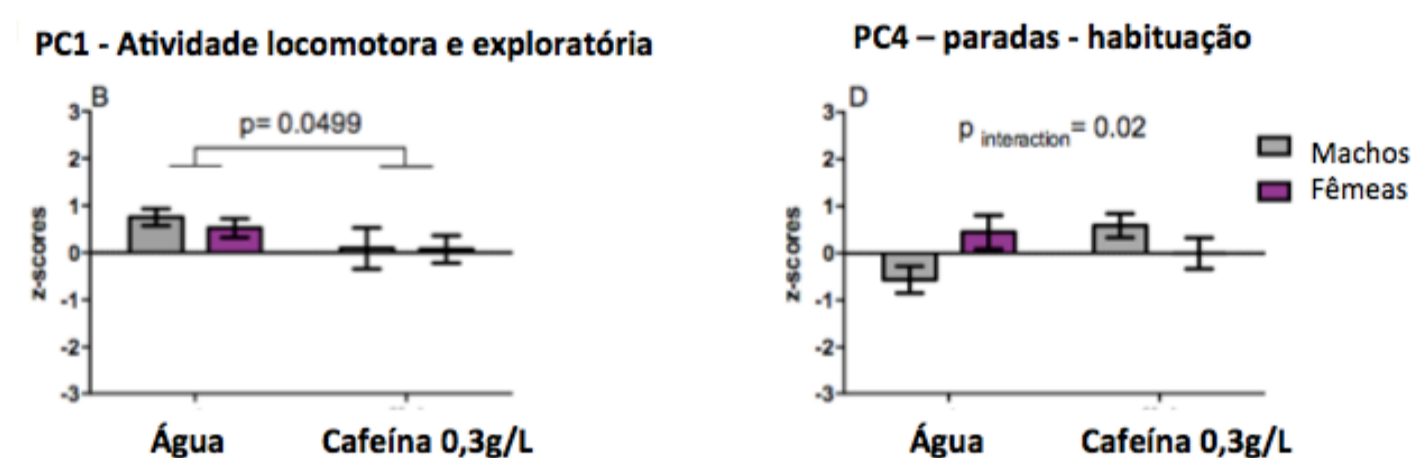 PC1 - Atividade locomotora e exploratória
B
p= 0.0499
3
2
1
0
-1
-2
-3
z-scores
Água
Cafeína 0,3g/L
PC4 – paradas - habituação
D
p interaction= 0.02
3
2
1
0
-1
-2
-3
z-scores
Água
Cafeína 0,3g/L
Machos
Fêmeas